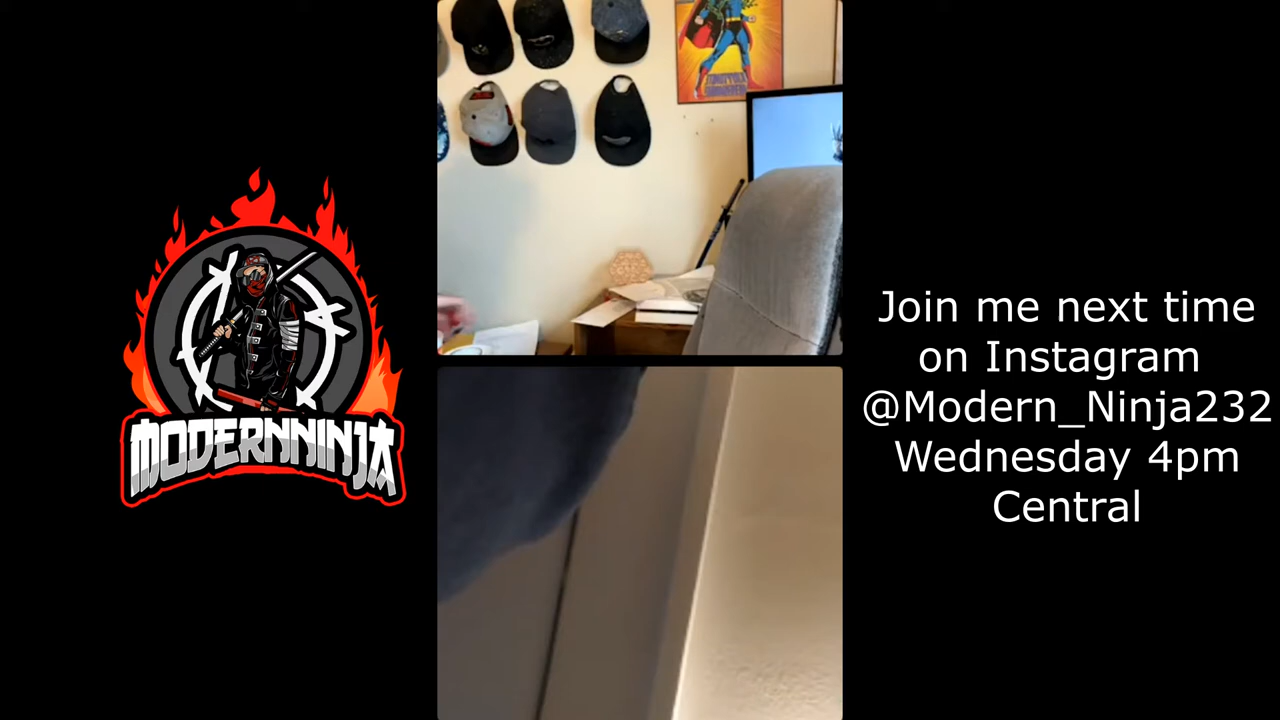 MODERNNINJA
Join me next time
on Instagram
@Modern_Ninja232
Wednesday 4pm
Central